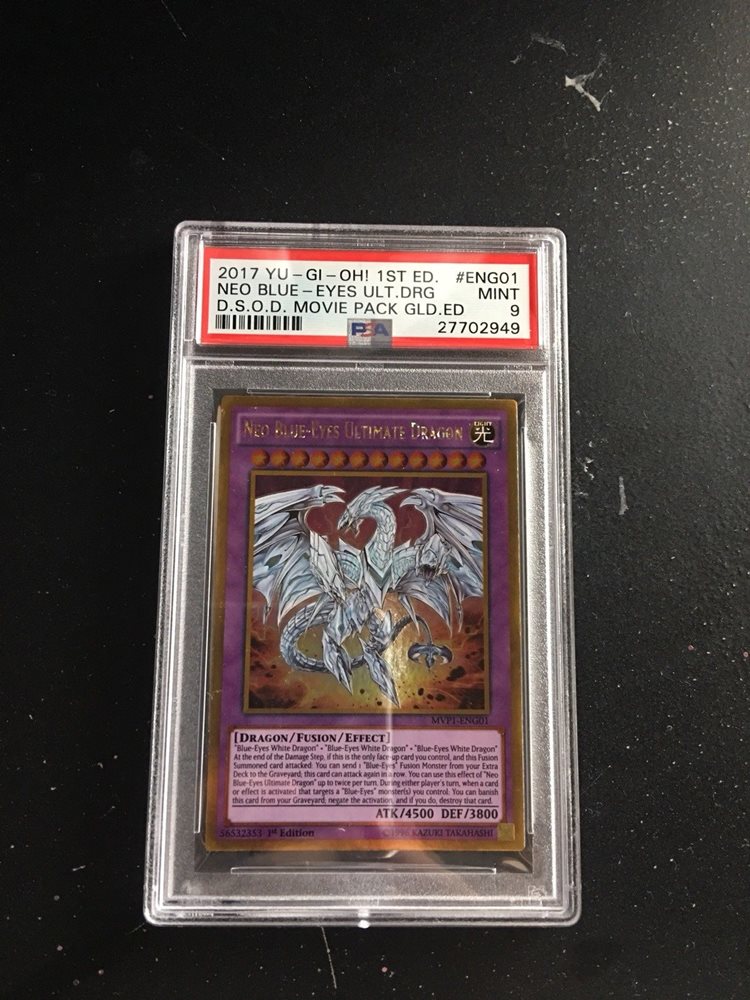 2017 YU-GI-OH! 1ST ED. #ENG01
NEO BLUE-EYES ULT.DRG MINT
D.S.O.D. MOVIE PACK GLD.ED 9
PSA 27702949
NEO BLUE-EYES ULTIMATE DRAGON
LIGHT
光
MVP1-ENG01
[DRAGON/FUSION/EFFECT]
"Blue-Eyes White Dragon" + "Blue-Eyes White Dragon" + "Blue-Eyes White Dragon"
At the end of the Damage Step, if this is the only face-up card you control, and this Fusion
Summoned card attacked: You can send 1 "Blue-Eyes" Fusion Monster from your Extra
Deck to the Graveyard; this card can attack again in a row. You can use this effect of "Neo
Blue-Eyes Ultimate Dragon" up to twice per turn. During either player's turn, when a card
or effect is activated that targets a "Blue-Eyes" monster(s) you control: You can banish
this card from your Graveyard; negate the activation, and if you do, destroy that card.
ATK/4500 DEF/3800
56532353 1st Edition ©1996 KAZUKI TAKAHASHI